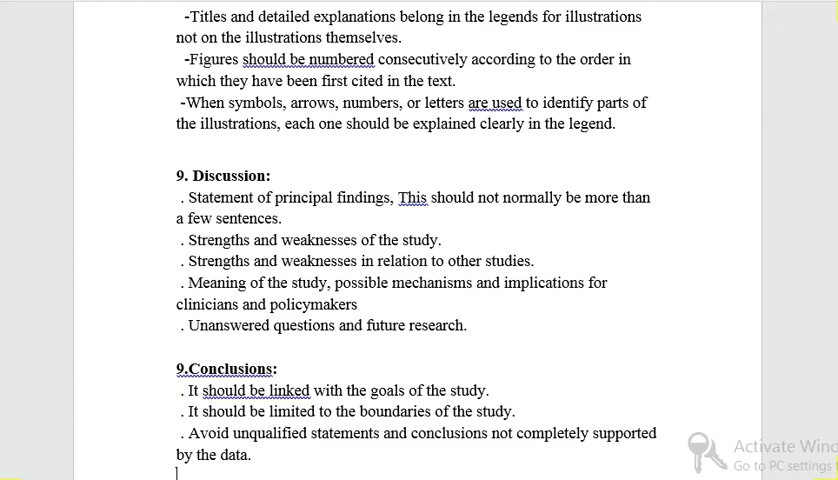 -Titles and detailed explanations belong in the legends for illustrations
not on the illustrations themselves.
-Figures should be numbered consecutively according to the order in
which they have been first cited in the text.
-When symbols, arrows, numbers, or letters are used to identify parts of
the illustrations, each one should be explained clearly in the legend.
9. Discussion:
. Statement of principal findings, This should not normally be more than
a few sentences.
. Strengths and weaknesses of the study.
. Strengths and weaknesses in relation to other studies.
. Meaning of the study, possible mechanisms and implications for
clinicians and policymakers
. Unanswered questions and future research.
9.Conclusions:
. It should be linked with the goals of the study.
. It should be limited to the boundaries of the study.
. Avoid unqualified statements and conclusions not completely supported
by the data.
Activate Wind
Go to PC settings